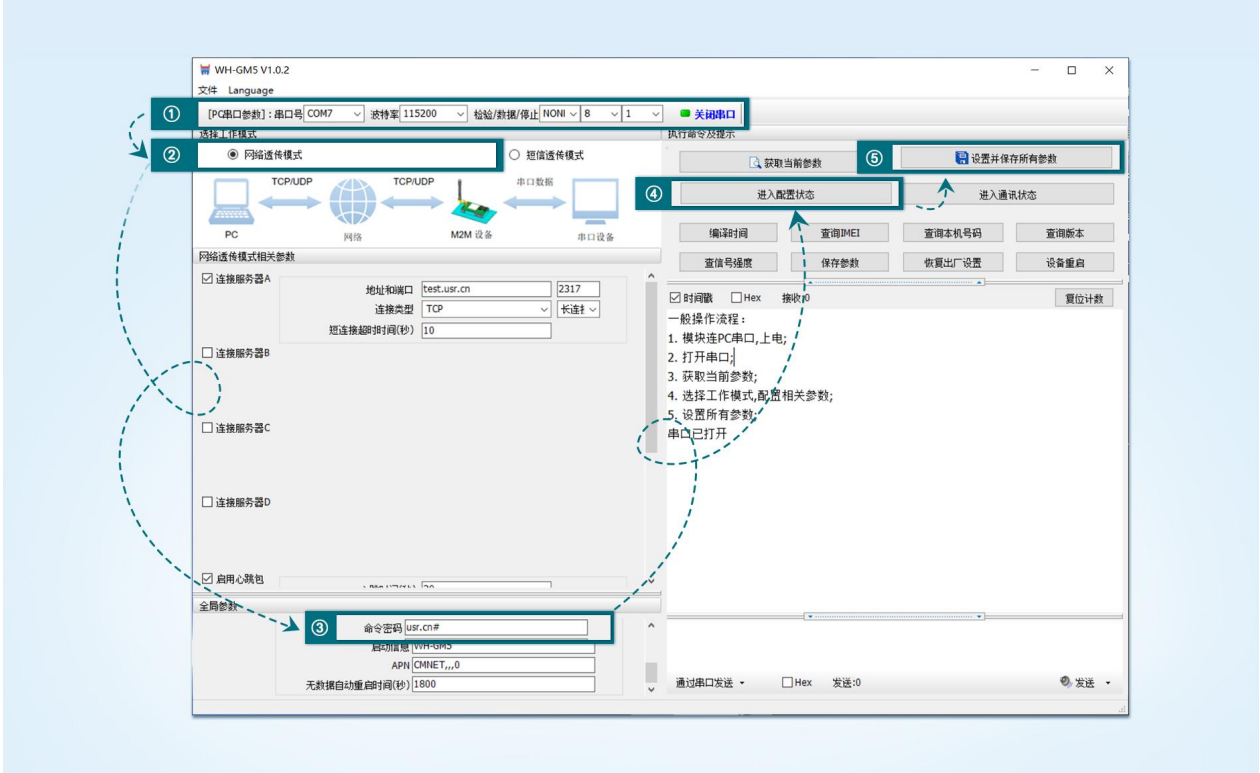 WH-GM5 V1.0.2
文件 Language
① [PC串口参数]：串口号 COM7 波特率 115200 检验/数据/停止 NONI 8 1 关闭串口
选择工作模式
② 网络透传模式 短信透传模式
TCP/UDP TCP/UDP 串口数据
PC 网络 M2M 设备 串口设备
网络透传模式相关参数
连接服务器A
地址和端口 test.usr.cn 2317
连接类型 TCP 长连接
短连接超时时间(秒) 10
连接服务器B
连接服务器C
连接服务器D
启用心跳包
全局参数
③ 命令密码 usr.cn#
启动信息 WH-GM5
APN CMNET,,,0
无数据自动重启时间(秒) 1800
执行命令及提示
获取当前参数 ⑤ 设置并保存所有参数
④ 进入配置状态 进入通讯状态
编译时间 查询IMEI 查询本机号码 查询版本
查信号强度 保存参数 恢复出厂设置 设备重启
时间戳 Hex 接收:0 复位计数
一般操作流程：
1. 模块连PC串口,上电;
2. 打开串口;
3. 获取当前参数;
4. 选择工作模式,配置相关参数;
5. 设置所有参数;
串口已打开
通过串口发送 Hex 发送:0 发送